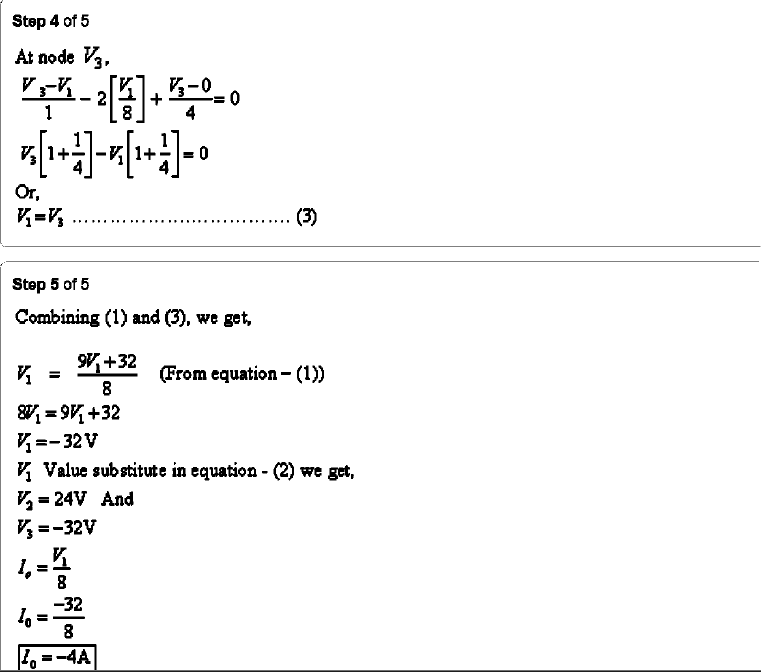 Step 4 of 5
At node V₃,
(V₃−V₁)/1 − 2[V₁/8] + (V₃−0)/4 = 0
V₃[1+1/4] − V₁[1+1/4] = 0
Or,
V₁=V₃ ……………………………… (3)
Step 5 of 5
Combining (1) and (3), we get,
V₁ = (9V₁+32)/8 (From equation − (1))
8V₁ = 9V₁+32
V₁ = −32 V
V₁ Value substitute in equation - (2) we get,
V₂ = 24V And
V₃ = −32V
Iₒ = V₁/8
I₀ = −32/8
I₀ = −4A